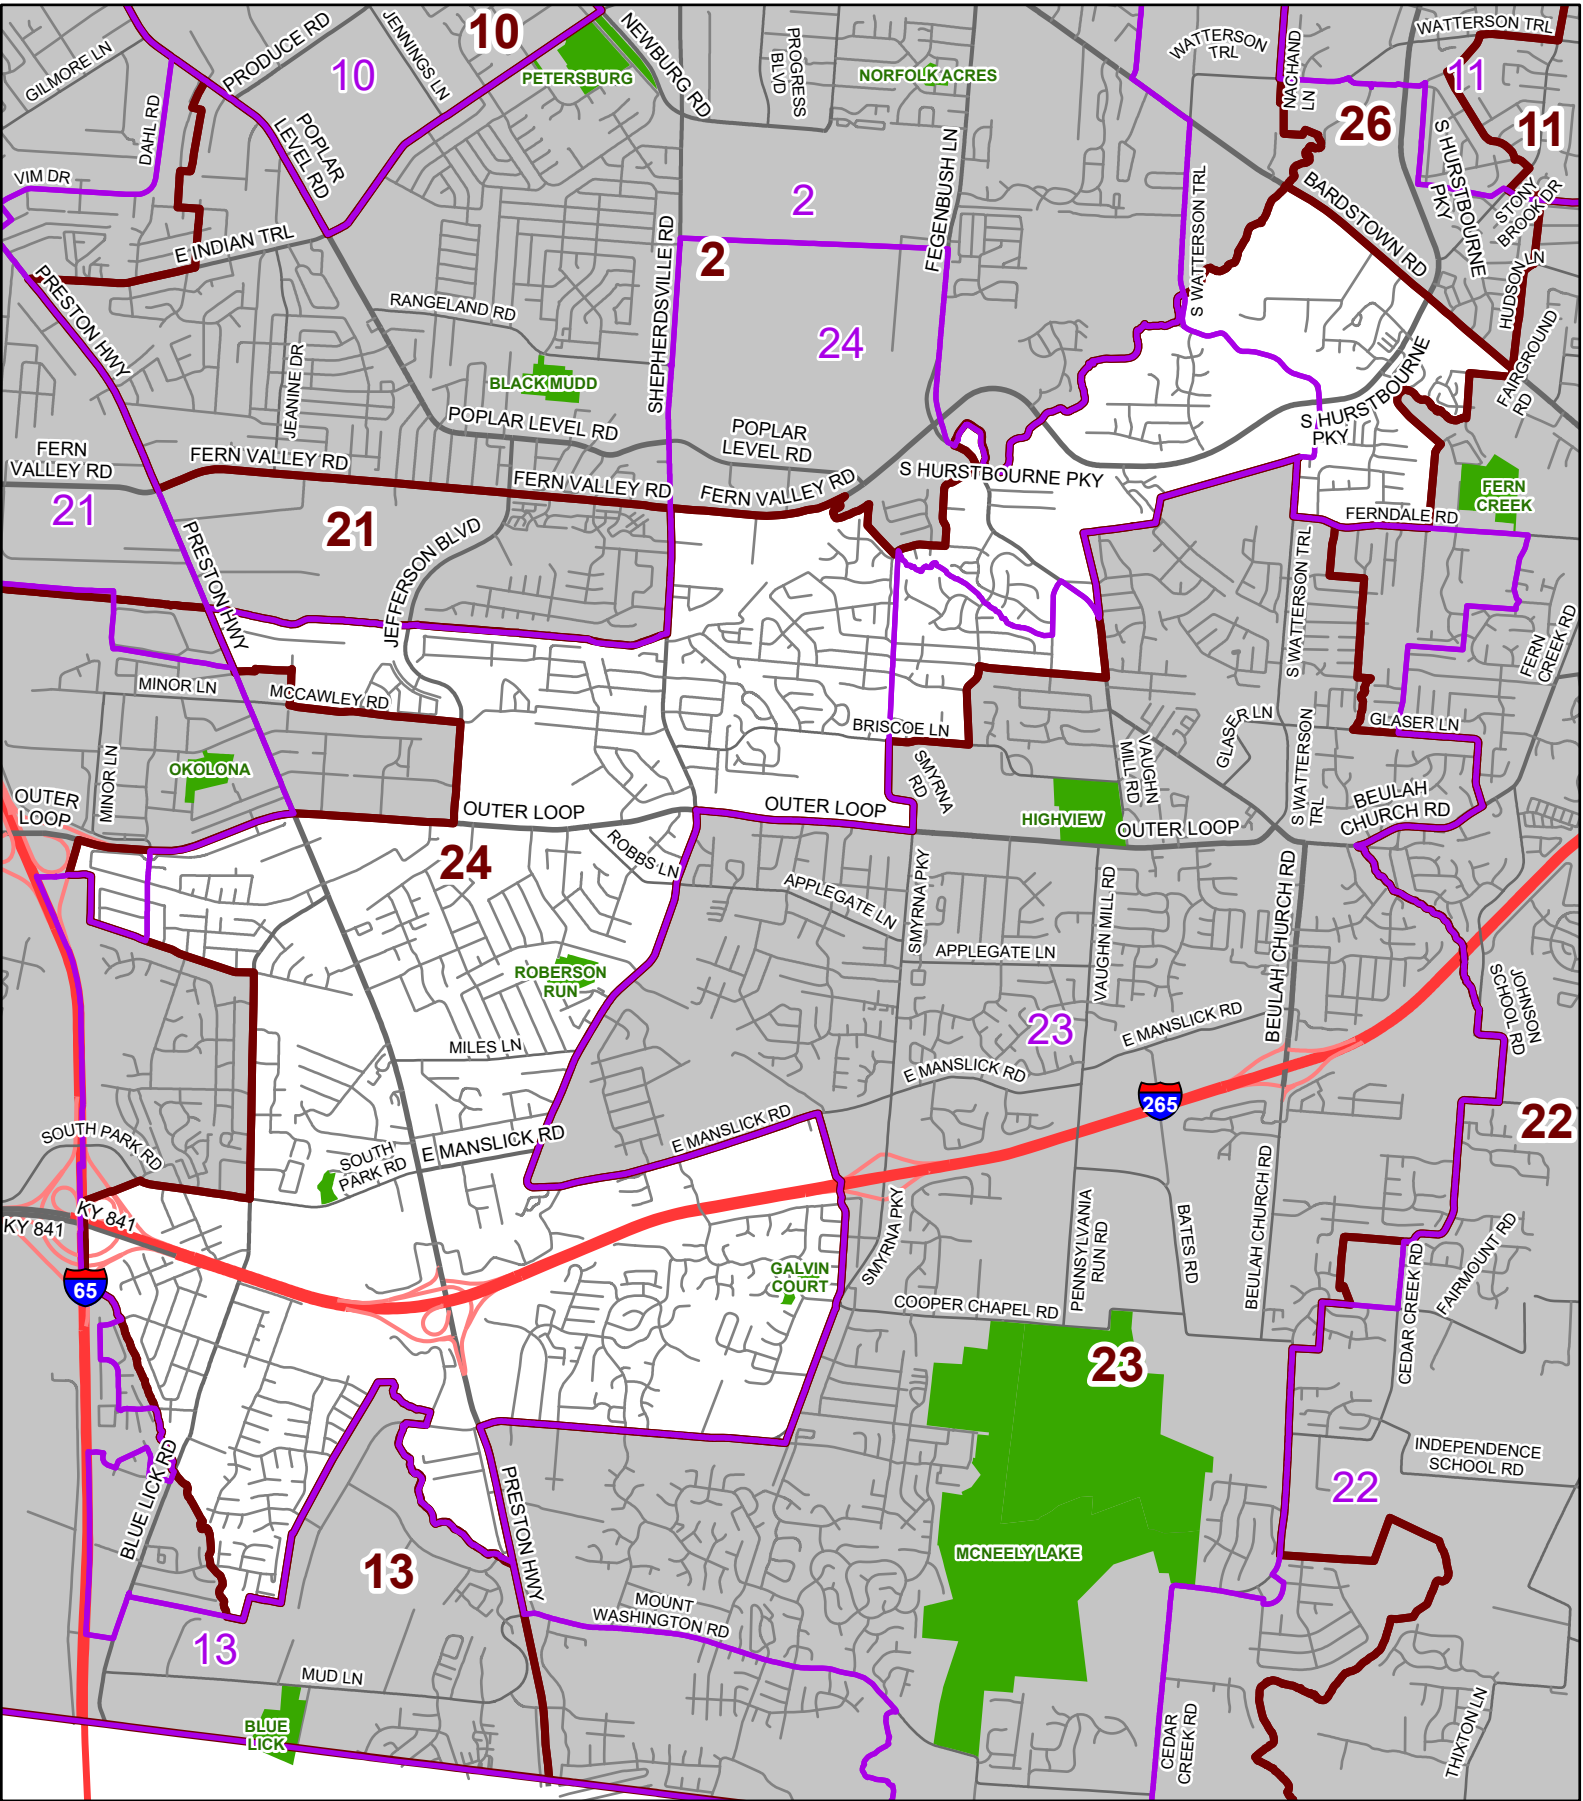 GILMORE LN
PRODUCE RD
JENNINGS LN
10
10
PETERSBURG
NEWBURG RD
PROGRESS
BLVD
NORFOLK ACRES
WATTERSON
TRL
NACHAND
LN
WATTERSON TRL
11
26
11
DAHL RD
POPLAR
LEVEL RD
VIM DR
E INDIAN TRL
2
FEGENBUSH LN
S WATTERSON TRL
BARDSTOWN RD
S HURSTBOURNE
PKY
STONY
BROOK DR
HUDSON LN
PRESTON HWY
SHEPHERDSVILLE RD
2
RANGELAND RD
24
JEANINE DR
BLACK MUDD
POPLAR LEVEL RD
POPLAR
LEVEL RD
S HURSTBOURNE
PKY
FAIRGROUND
RD
FERN
VALLEY RD
FERN VALLEY RD
FERN VALLEY RD
FERN VALLEY RD
S HURSTBOURNE PKY
FERN
CREEK
FERNDALE RD
21
21
PRESTON HWY
JEFFERSON BLVD
S WATTERSON TRL
FERN
CREEK RD
MINOR LN
MCCAWLEY RD
BRISCOE LN
GLASER LN
GLASER LN
MINOR LN
OKOLONA
SMYRNA
RD
VAUGHN
MILL RD
S WATTERSON
TRL
BEULAH
CHURCH RD
OUTER
LOOP
OUTER LOOP
OUTER LOOP
HIGHVIEW
OUTER LOOP
24
ROBBS LN
APPLEGATE LN
SMYRNA PKY
VAUGHN MILL RD
BEULAH CHURCH RD
APPLEGATE LN
ROBERSON
RUN
JOHNSON
SCHOOL RD
23
E MANSLICK RD
MILES LN
E MANSLICK RD
265
22
SOUTH PARK RD
SOUTH
PARK RD
E MANSLICK RD
E MANSLICK RD
KY 841
KY 841
65
SMYRNA PKY
PENNSYLVANIA
RUN RD
BATES RD
BEULAH CHURCH RD
GALVIN
COURT
COOPER CHAPEL RD
CEDAR CREEK RD
FAIRMOUNT RD
23
BLUE LICK RD
PRESTON HWY
INDEPENDENCE
SCHOOL RD
22
13
MCNEELY LAKE
MOUNT
WASHINGTON RD
13
MUD LN
BLUE
LICK
CEDAR
CREEK RD
THIXTON LN